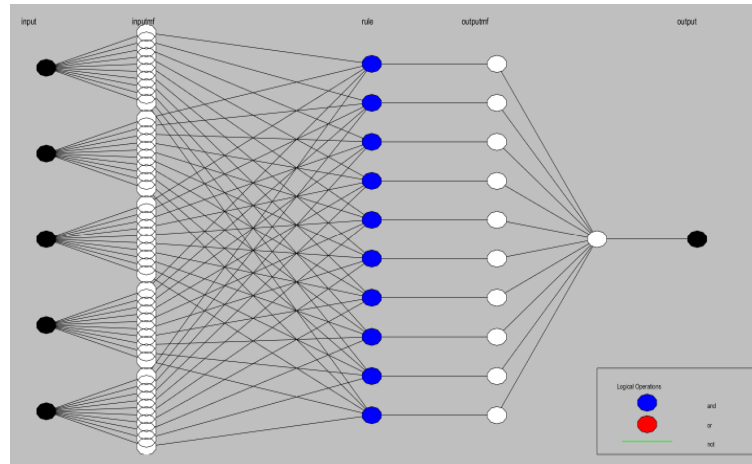 input inputmf rule outputmf output
Logical Operations
and
or
not